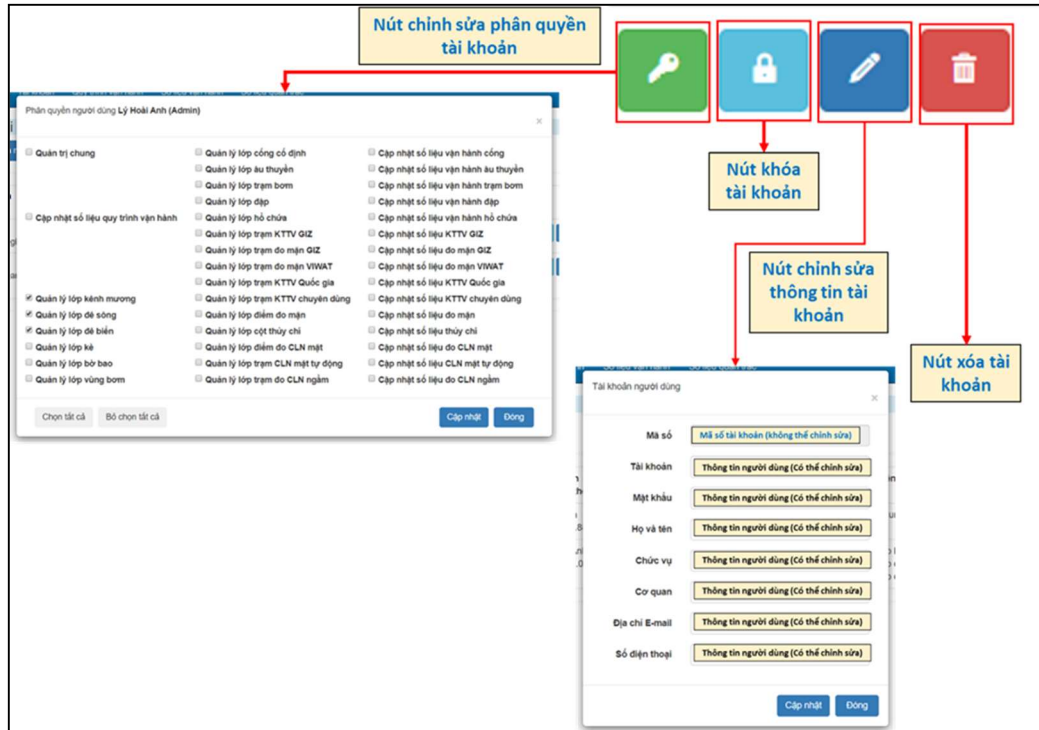 Nút chỉnh sửa phân quyền
tài khoản
Phân quyền người dùng Lý Hoài Anh (Admin)
×
Quản trị chung
Quản lý lớp cống cố định
Cập nhật số liệu vận hành cống
Quản lý lớp âu thuyền
Cập nhật số liệu vận hành âu thuyền
Quản lý lớp trạm bơm
Cập nhật số liệu vận hành trạm bơm
Quản lý lớp đập
Cập nhật số liệu vận hành đập
Cập nhật số liệu quy trình vận hành
Quản lý lớp hồ chứa
Cập nhật số liệu vận hành hồ chứa
Quản lý lớp trạm KTTV GIZ
Cập nhật số liệu KTTV GIZ
Quản lý lớp trạm đo mặn GIZ
Cập nhật số liệu đo mặn GIZ
Quản lý lớp trạm đo mặn VIWAT
Cập nhật số liệu đo mặn VIWAT
Quản lý lớp trạm KTTV Quốc gia
Cập nhật số liệu KTTV Quốc gia
Quản lý lớp kênh mương
Quản lý lớp trạm KTTV chuyên dùng
Cập nhật số liệu KTTV chuyên dùng
Quản lý lớp đê sông
Quản lý lớp điểm đo mặn
Cập nhật số liệu đo mặn
Quản lý lớp đê biển
Quản lý lớp cột thủy chí
Cập nhật số liệu thủy chí
Quản lý lớp kè
Quản lý lớp điểm đo CLN mặt
Cập nhật số liệu đo CLN mặt
Quản lý lớp bờ bao
Quản lý lớp trạm CLN mặt tự động
Cập nhật số liệu CLN mặt tự động
Quản lý lớp vùng bơm
Quản lý lớp trạm đo CLN ngầm
Cập nhật số liệu đo CLN ngầm
Chọn tất cả
Bỏ chọn tất cả
Cập nhật
Đóng
Nút khóa
tài khoản
Nút chỉnh sửa
thông tin tài
khoản
Nút xóa tài
khoản
Tài khoản người dùng
×
Mã số
Mã số tài khoản (không thể chỉnh sửa)
Tài khoản
Thông tin người dùng (Có thể chỉnh sửa)
Mật khẩu
Thông tin người dùng (Có thể chỉnh sửa)
Họ và tên
Thông tin người dùng (Có thể chỉnh sửa)
Chức vụ
Thông tin người dùng (Có thể chỉnh sửa)
Cơ quan
Thông tin người dùng (Có thể chỉnh sửa)
Địa chỉ E-mail
Thông tin người dùng (Có thể chỉnh sửa)
Số điện thoại
Thông tin người dùng (Có thể chỉnh sửa)
Cập nhật
Đóng